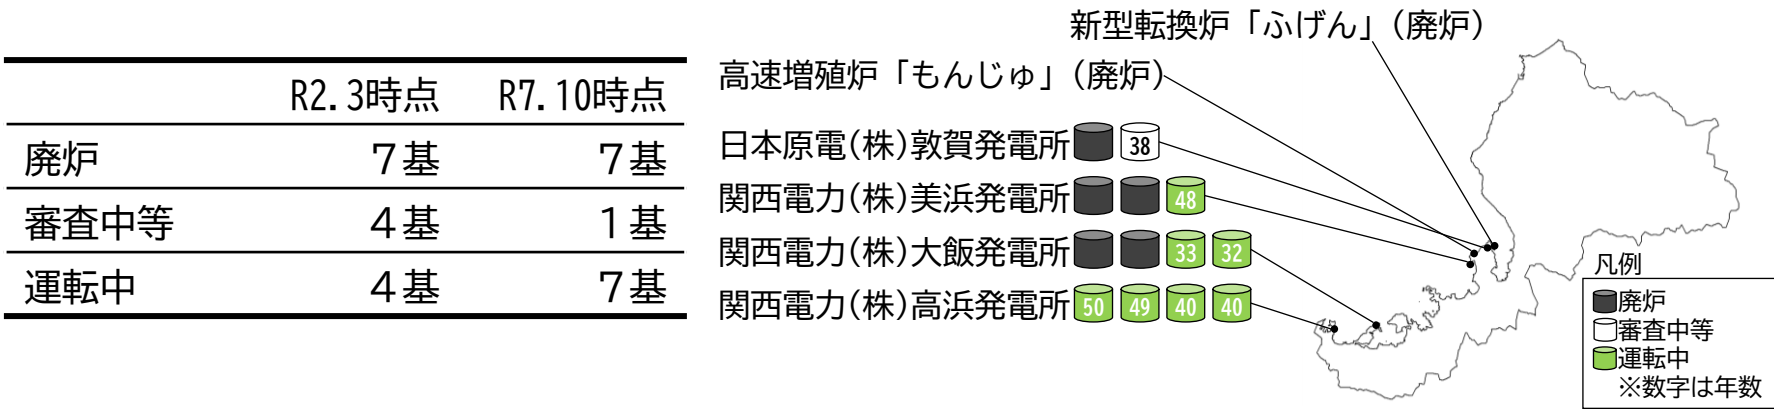 R2.3時点 R7.10時点
廃炉 7基 7基
審査中等 4基 1基
運転中 4基 7基
新型転換炉「ふげん」(廃炉)
高速増殖炉「もんじゅ」(廃炉)
日本原電(株)敦賀発電所 38
関西電力(株)美浜発電所 48
関西電力(株)大飯発電所 33 32
関西電力(株)高浜発電所 50 49 40 40
凡例
廃炉
審査中等
運転中
※数字は年数